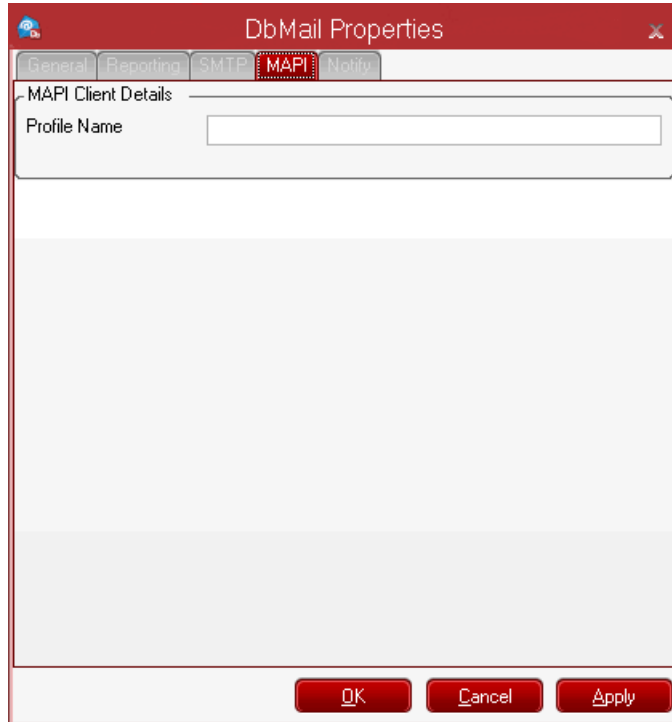 DbMail Properties
General Reporting SMTP MAPI Notify
MAPI Client Details
Profile Name
OK Cancel Apply